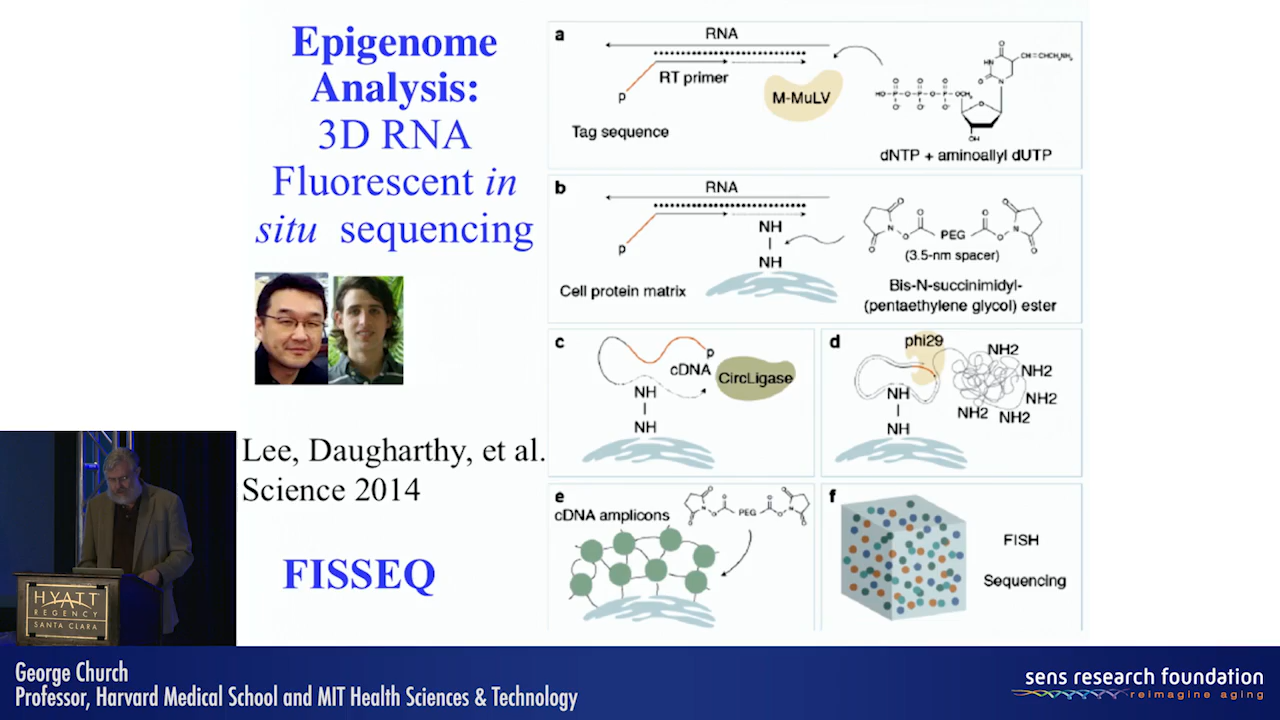 Epigenome
Analysis:
3D RNA
Fluorescent in
situ sequencing
Lee, Daugharthy, et al.
Science 2014
FISSEQ
a
RNA
RT primer
p
M-MuLV
Tag sequence
dNTP + aminoallyl dUTP
b
RNA
p
NH
NH
PEG
(3.5-nm spacer)
Cell protein matrix
Bis-N-succinimidyl-
(pentaethylene glycol) ester
c
p
cDNA
CircLigase
NH
NH
d
phi29
NH2
NH2
NH2
NH2
NH2
NH
NH
e
cDNA amplicons
PEG
f
FISH
Sequencing
HYATT
REGENCY
SANTA CLARA
George Church
Professor, Harvard Medical School and MIT Health Sciences & Technology
sens research foundation
reimagine aging